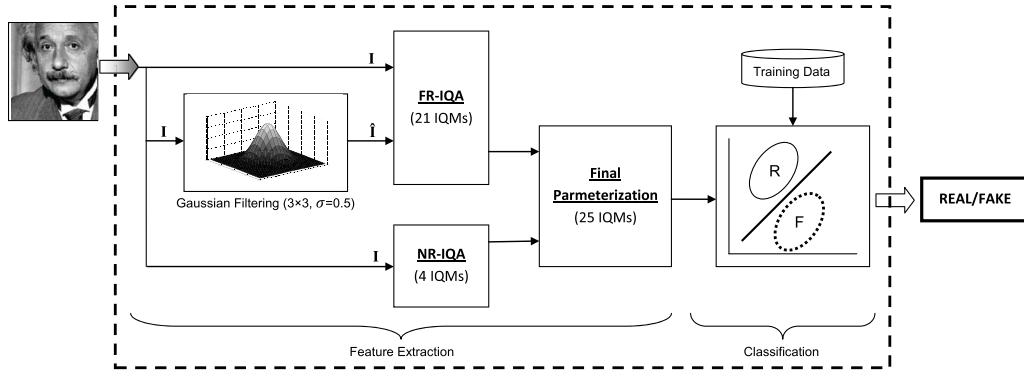 I
FR-IQA
(21 IQMs)
Training Data
I
Î
Gaussian Filtering (3×3, σ=0.5)
Final
Parmeterization
(25 IQMs)
R
F
REAL/FAKE
I
NR-IQA
(4 IQMs)
Feature Extraction
Classification